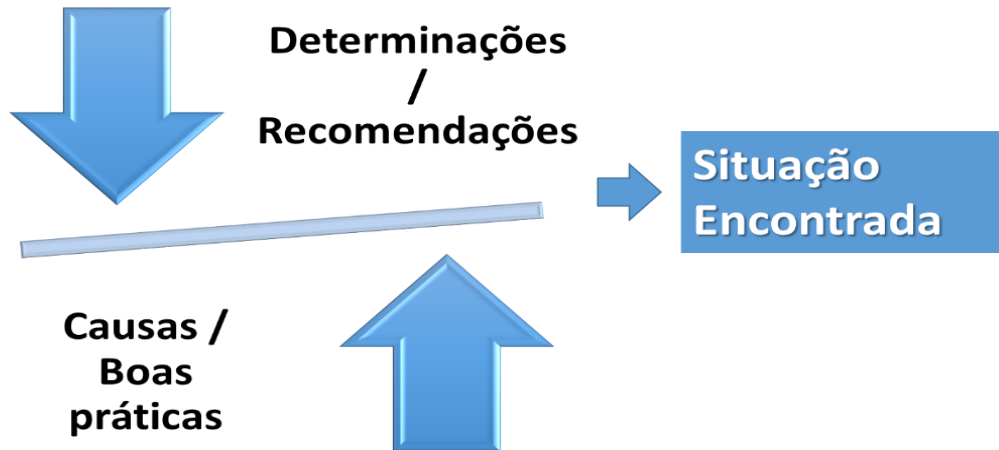 Determinações
/
Recomendações
Situação
Encontrada
Causas /
Boas
práticas